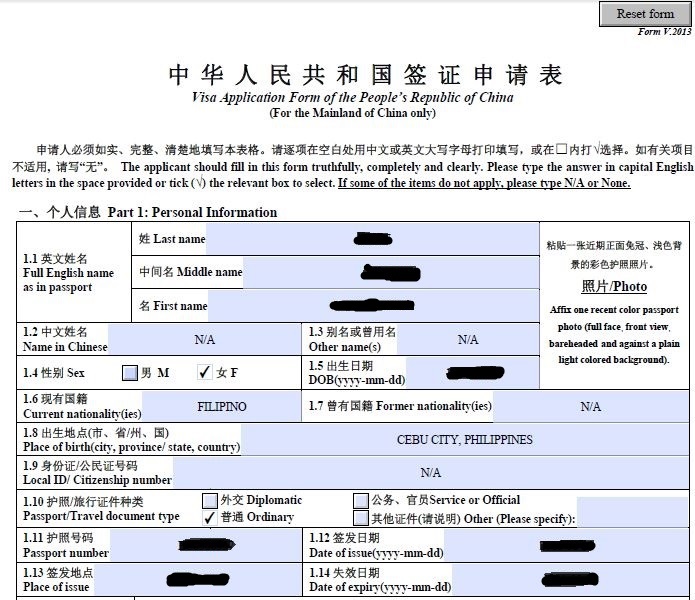 Reset form
Form V.2013
中华人民共和国签证申请表
Visa Application Form of the People's Republic of China
(For the Mainland of China only)
申请人必须如实、完整、清楚地填写本表格。请逐项在空白处用中文或英文大写字母打印填写，或在□内打√选择。如有关项目
不适用, 请写“无”。 The applicant should fill in this form truthfully, completely and clearly. Please type the answer in capital English
letters in the space provided or tick (√) the relevant box to select. If some of the items do not apply, please type N/A or None.
一、个人信息 Part 1: Personal Information
1.1 英文姓名
Full English name
as in passport
姓 Last name
中间名 Middle name
名 First name
粘贴一张近期正面免冠、浅色背
景的彩色护照照片。
照片/Photo
Affix one recent color passport
photo (full face, front view,
bareheaded and against a plain
light colored background).
1.2 中文姓名
Name in Chinese
N/A
1.3 别名或曾用名
Other name(s)
N/A
1.4 性别 Sex
男 M
✓ 女 F
1.5 出生日期
DOB(yyyy-mm-dd)
1.6 现有国籍
Current nationality(ies)
FILIPINO
1.7 曾有国籍 Former nationality(ies)
N/A
1.8 出生地点(市、省/州、国)
Place of birth(city, province/ state, country)
CEBU CITY, PHILIPPINES
1.9 身份证/公民证号码
Local ID/ Citizenship number
N/A
1.10 护照/旅行证件种类
Passport/Travel document type
外交 Diplomatic
公务、官员Service or Official
✓ 普通 Ordinary
其他证件(请说明) Other (Please specify):
1.11 护照号码
Passport number
1.12 签发日期
Date of issue(yyyy-mm-dd)
1.13 签发地点
Place of issue
1.14 失效日期
Date of expiry(yyyy-mm-dd)